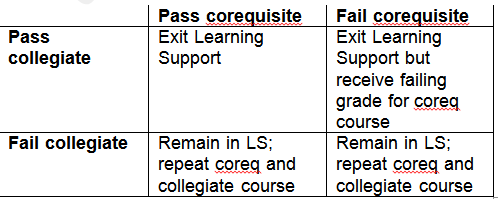 Pass corequisite Fail corequisite
Pass Exit Learning Exit Learning
collegiate Support Support but
receive failing
grade for coreq
course
Fail collegiate Remain in LS; Remain in LS;
repeat coreq and repeat coreq and
collegiate course collegiate course